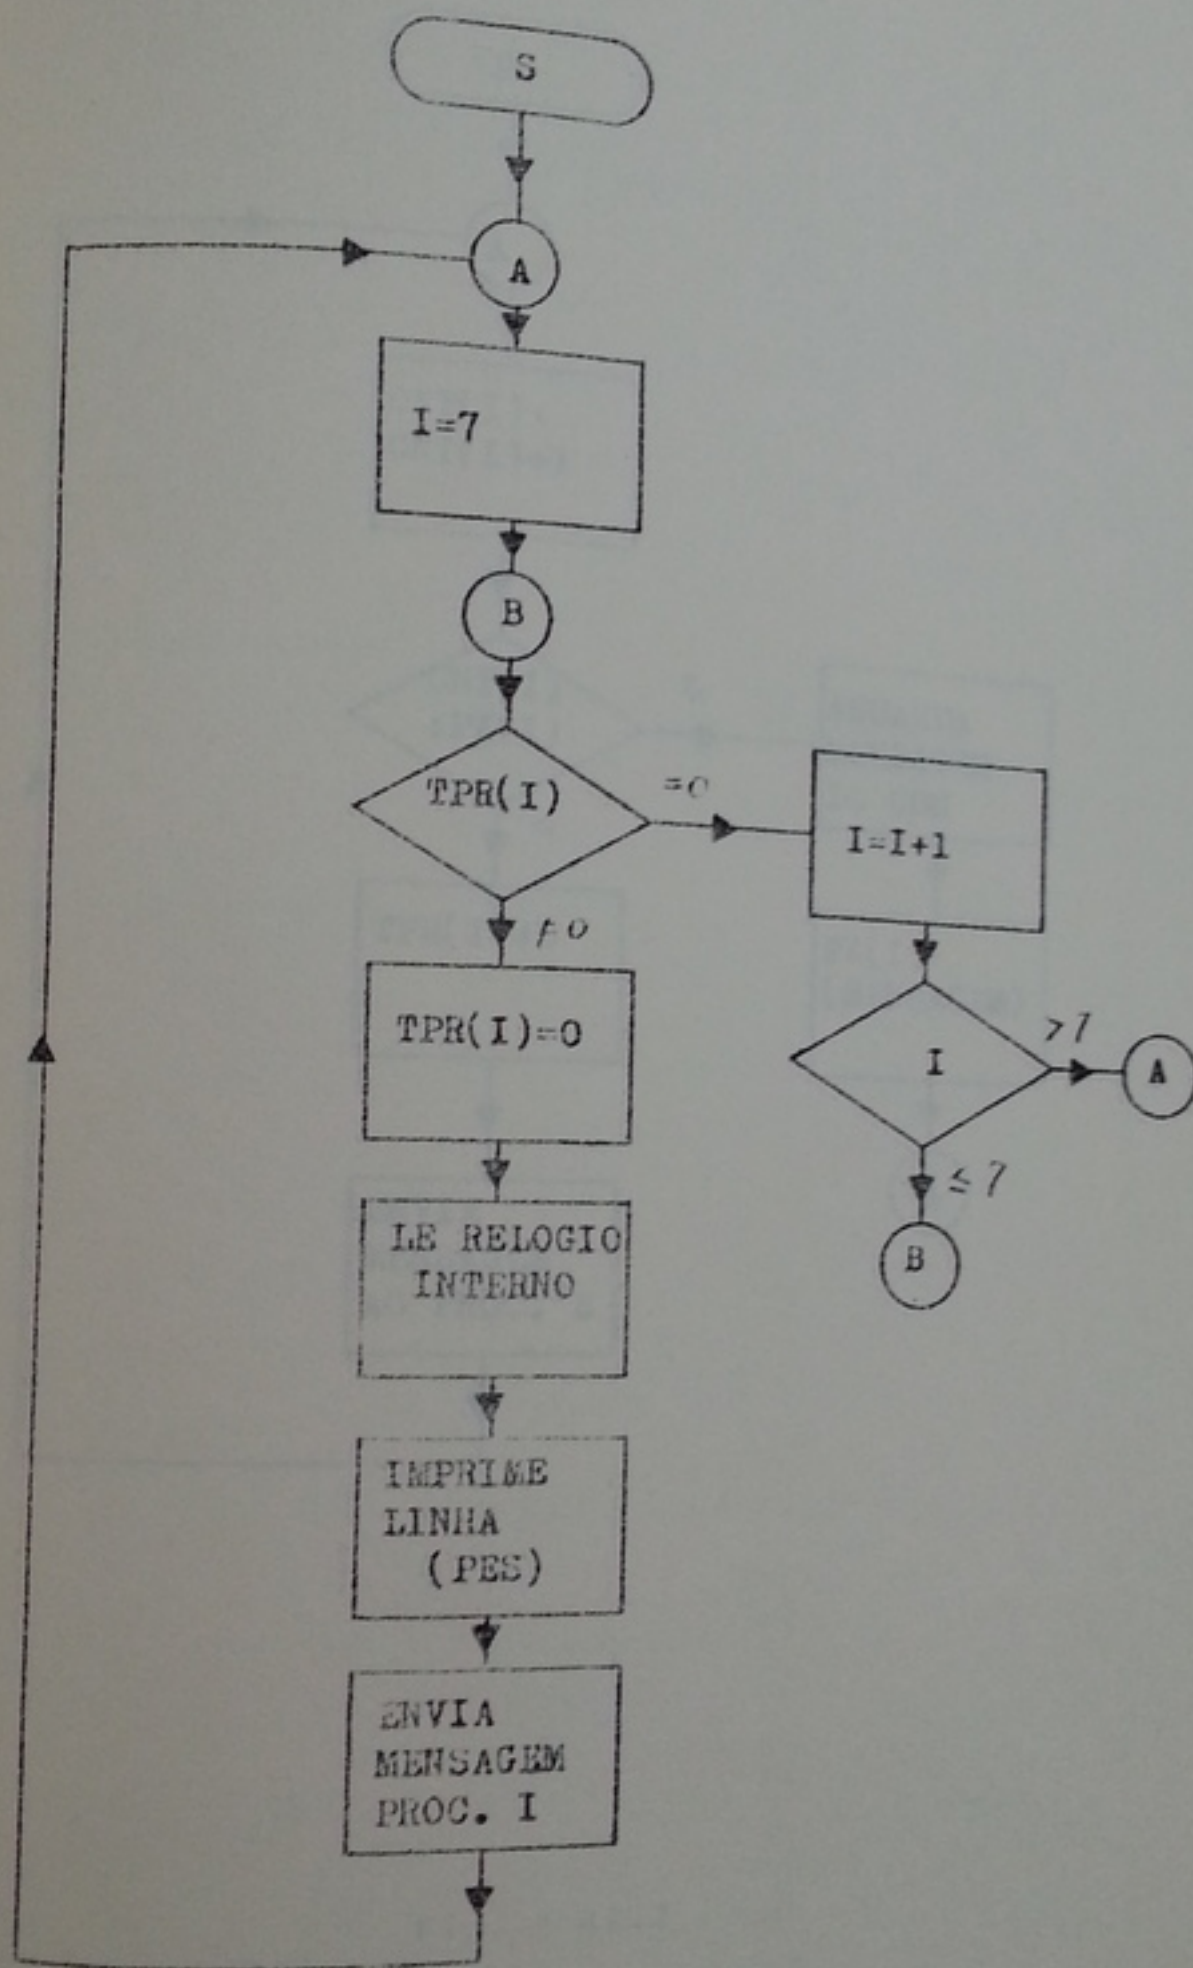 S
A
I=7
B
TPR(I)
=0
I=I+1
≠0
TPR(I)=0
I
>7
A
≤7
B
LE RELOGIO
INTERNO
IMPRIME
LINHA
(PES)
ENVIA
MENSAGEM
PROC. I